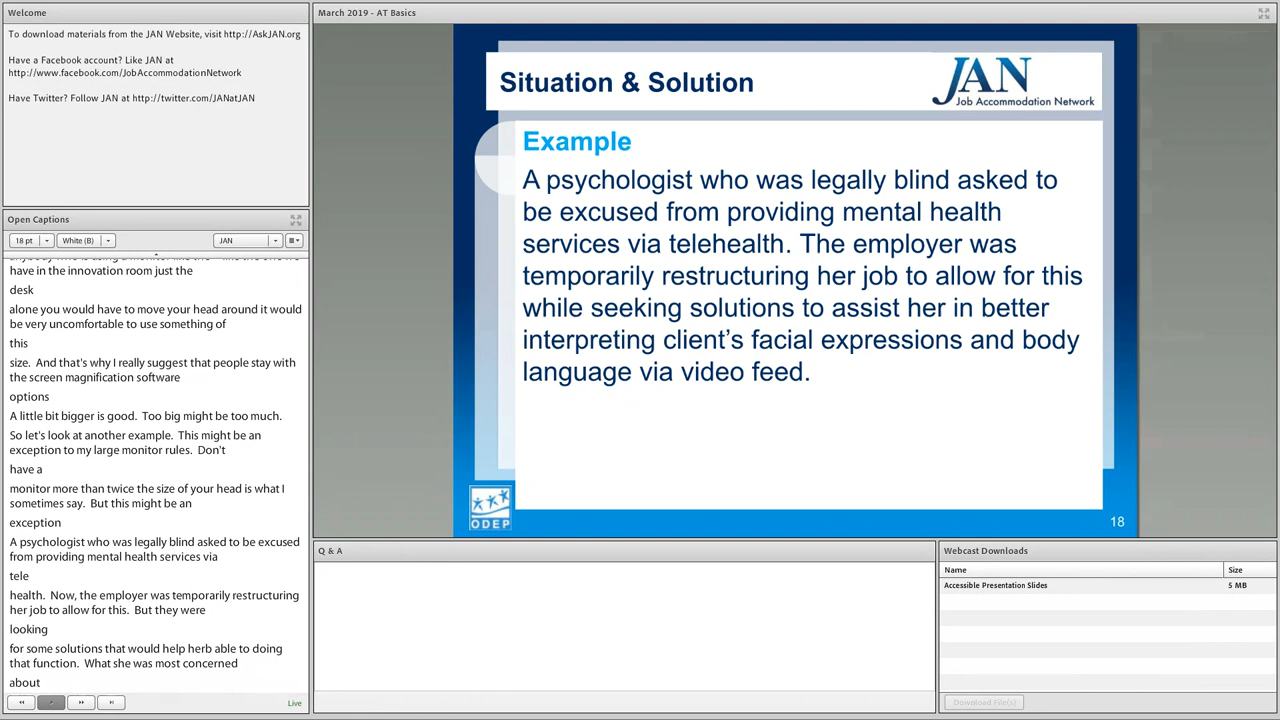 Welcome
To download materials from the JAN Website, visit http://AskJAN.org
Have a Facebook account? Like JAN at
http://www.facebook.com/JobAccommodationNetwork
Have Twitter? Follow JAN at http://twitter.com/JANatJAN
Open Captions
18 pt
White (B)
JAN
have in the innovation room just the
desk
alone you would have to move your head around it would
be very uncomfortable to use something of
this
size. And that's why I really suggest that people stay with
the screen magnification software
options
A little bit bigger is good. Too big might be too much.
So let's look at another example. This might be an
exception to my large monitor rules. Don't
have a
monitor more than twice the size of your head is what I
sometimes say. But this might be an
exception
A psychologist who was legally blind asked to be excused
from providing mental health services via
tele
health. Now, the employer was temporarily restructuring
her job to allow for this. But they were
looking
for some solutions that would help herb able to doing
that function. What she was most concerned
about
Live
March 2019 - AT Basics
Situation & Solution
JAN
Job Accommodation Network
Example
A psychologist who was legally blind asked to
be excused from providing mental health
services via telehealth. The employer was
temporarily restructuring her job to allow for this
while seeking solutions to assist her in better
interpreting client’s facial expressions and body
language via video feed.
ODEP
18
Q & A
Webcast Downloads
Name
Size
Accessible Presentation Slides
5 MB
Download File(s)